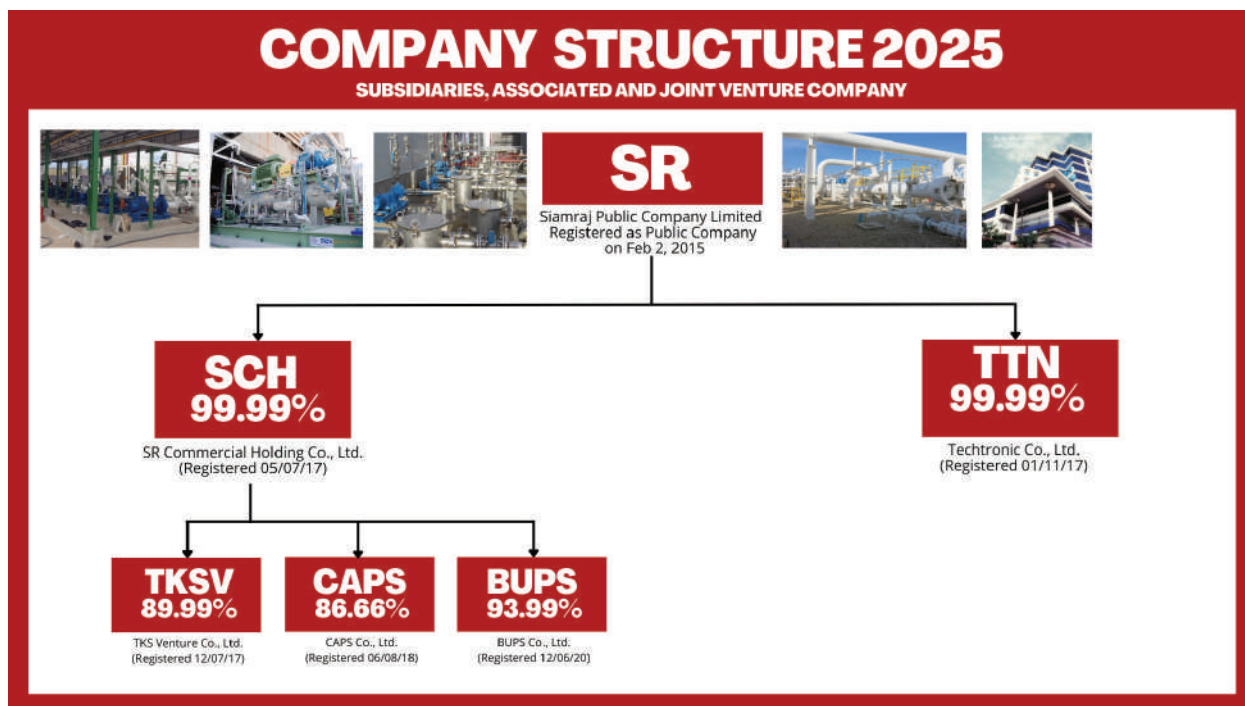 COMPANY STRUCTURE 2025
SUBSIDIARIES, ASSOCIATED AND JOINT VENTURE COMPANY
SR
Siamraj Public Company Limited
Registered as Public Company
on Feb 2, 2015
SCH
99.99%
SR Commercial Holding Co., Ltd.
(Registered 05/07/17)
TTN
99.99%
Techtronic Co., Ltd.
(Registered 01/11/17)
TKSV
89.99%
TKS Venture Co., Ltd.
(Registered 12/07/17)
CAPS
86.66%
CAPS Co., Ltd.
(Registered 06/08/18)
BUPS
93.99%
BUPS Co., Ltd.
(Registered 12/06/20)